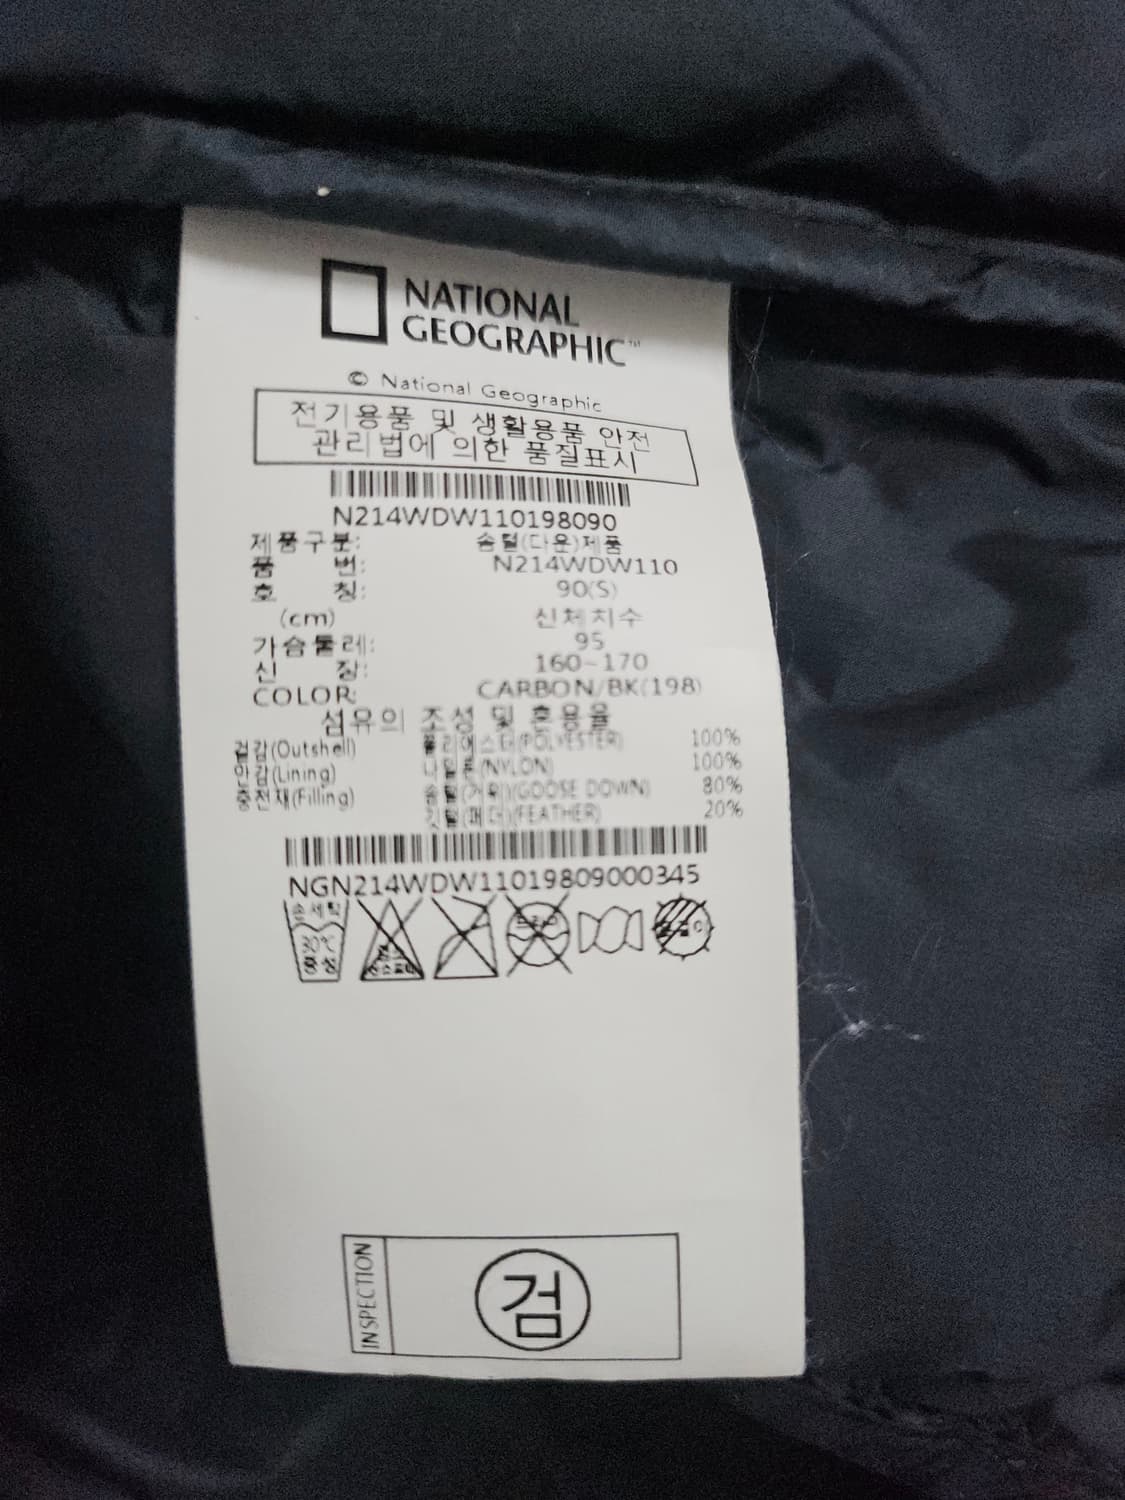 NATIONAL
GEOGRAPHIC™
© National Geographic
전기용품 및 생활용품 안전
관리법에 의한 품질표시
N214WDW110198090
제품구분: 솜털(다운)제품
품 번: N214WDW110
호 칭: 90(S)
(cm) 신체치수
가슴둘레: 95
신 장: 160~170
COLOR: CARBON/BK(198)
섬유의 조성 및 혼용율
겉감(Outshell) 폴리에스터(POLYESTER) 100%
안감(Lining) 나일론(NYLON) 100%
충전재(Filling) 솜털(거위)(GOOSE DOWN) 80%
깃털(페더)(FEATHER) 20%
NGN214WDW11019809000345
손세탁
30℃
중성
드라이
INSPECTION
검